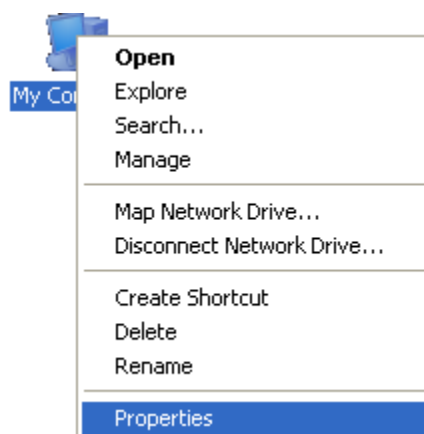 My Co
Open
Explore
Search...
Manage
Map Network Drive...
Disconnect Network Drive...
Create Shortcut
Delete
Rename
Properties